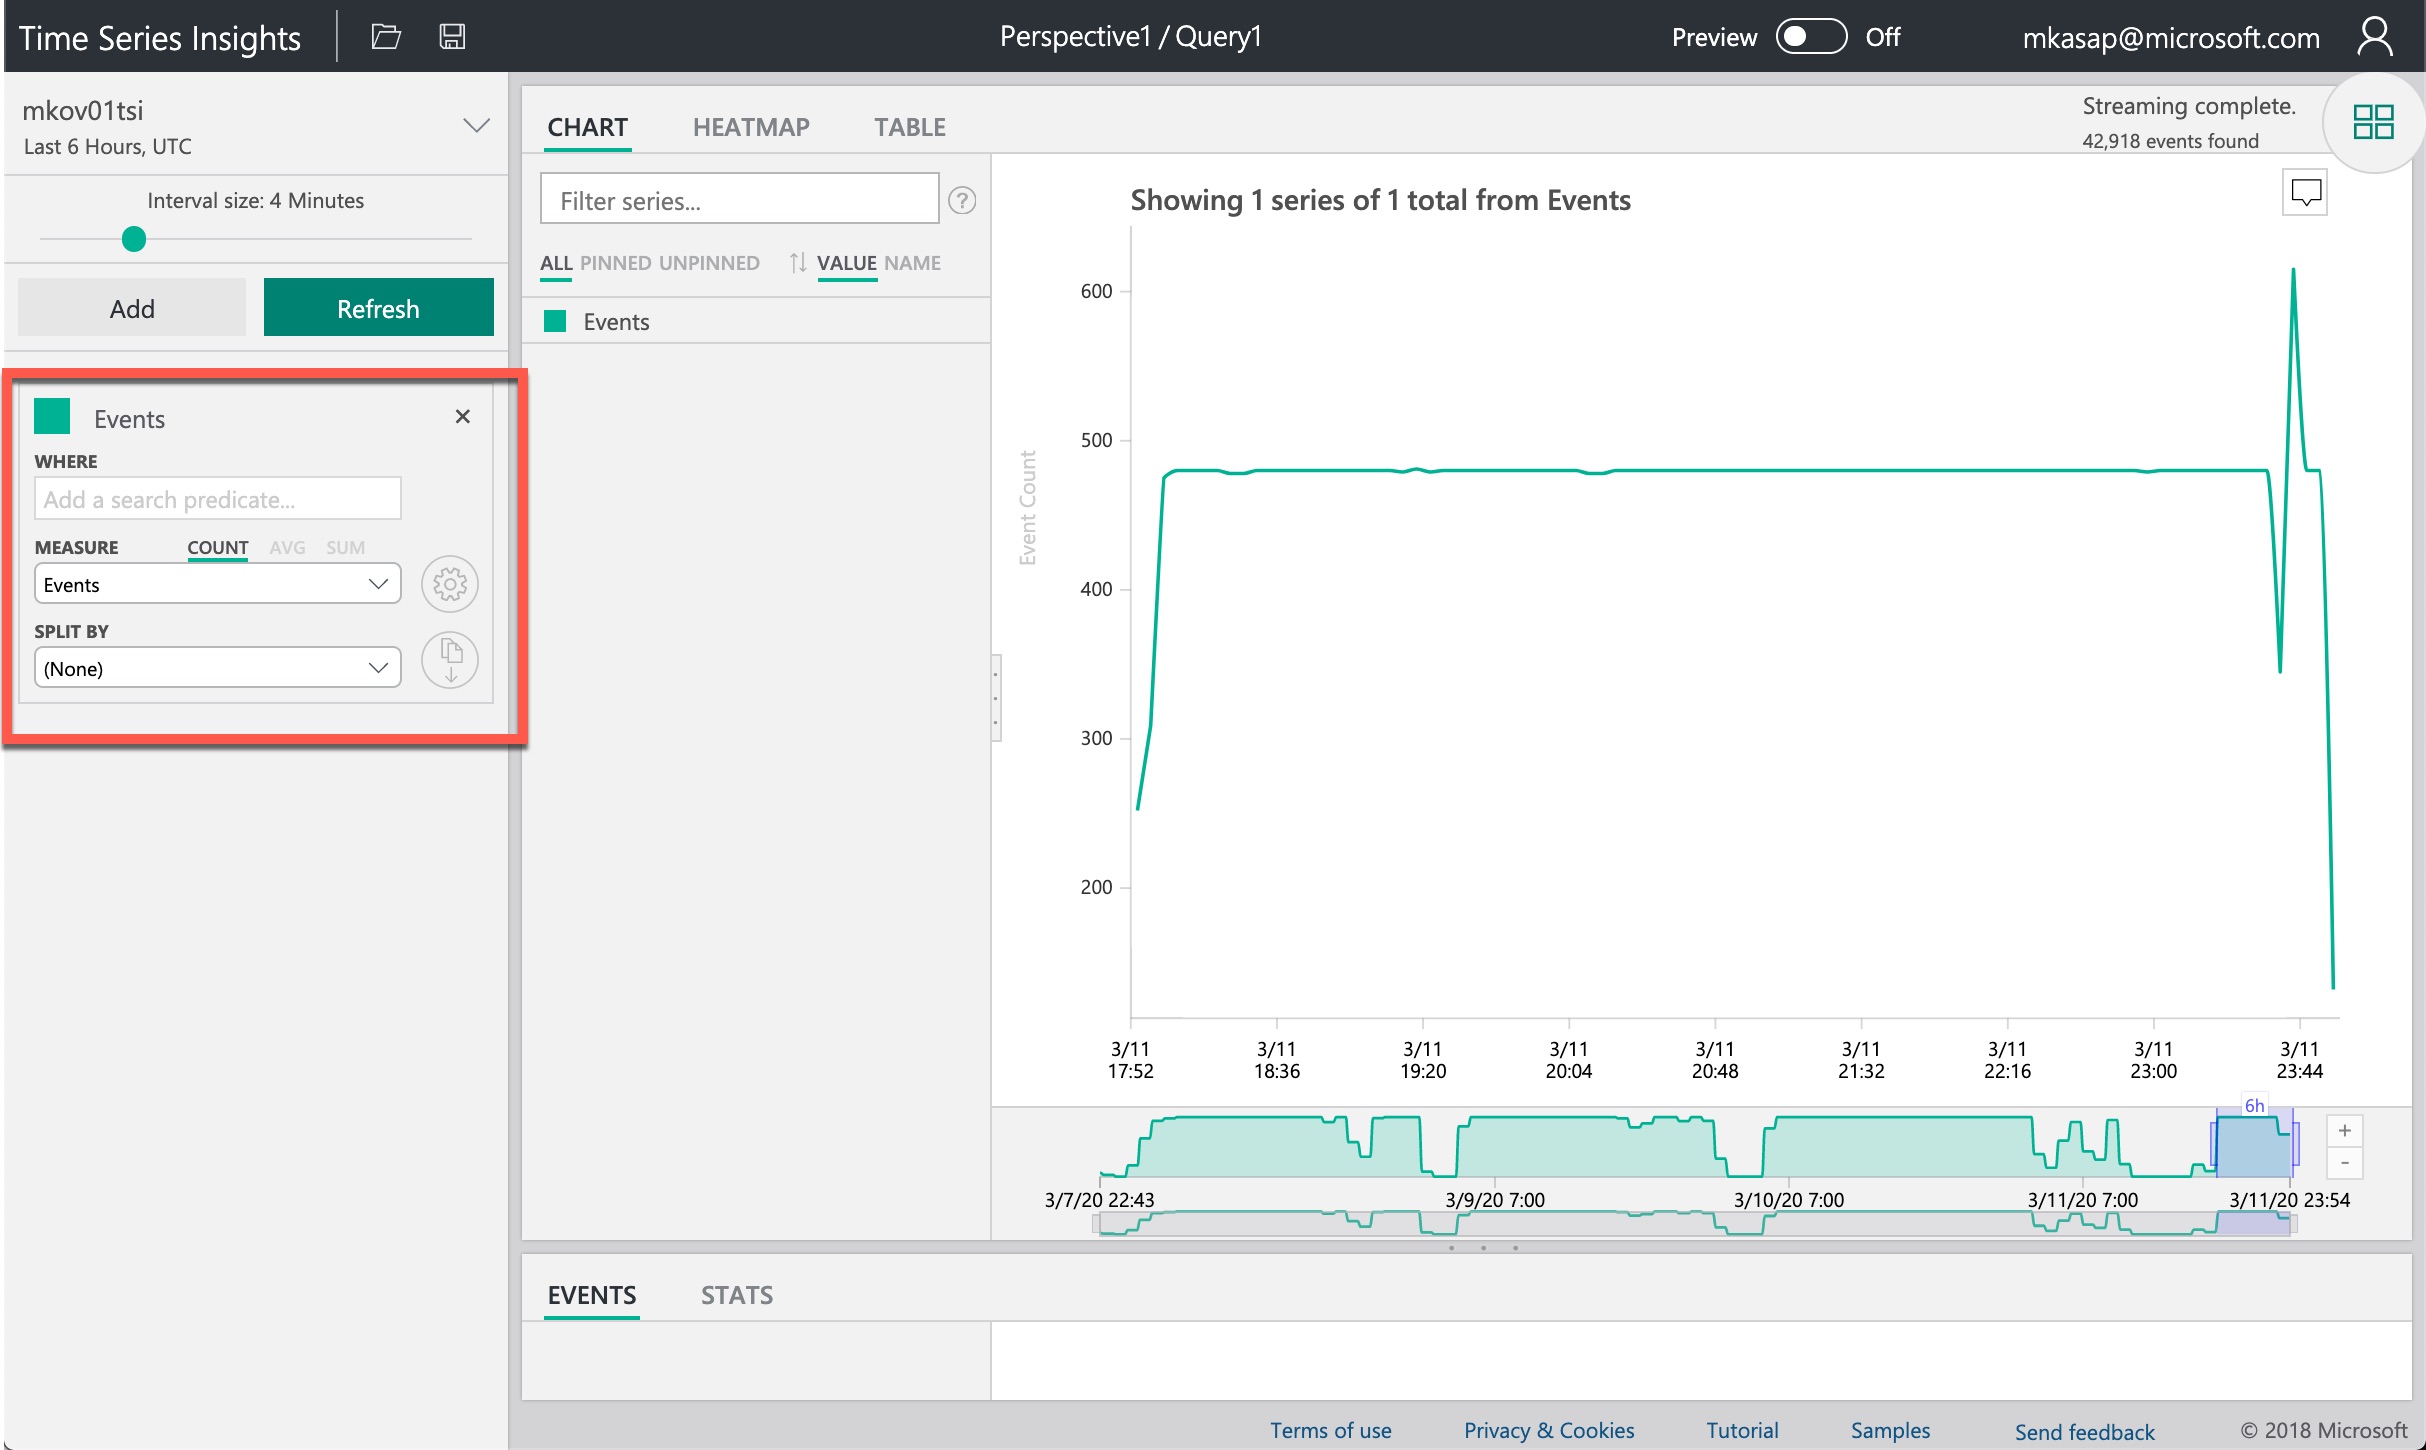 Time Series Insights
Perspective1 / Query1
Preview Off
mkasap@microsoft.com
mkov01tsi
Last 6 Hours, UTC
Interval size: 4 Minutes
Add
Refresh
Events
WHERE
Add a search predicate...
MEASURE COUNT AVG SUM
Events
SPLIT BY
(None)
CHART HEATMAP TABLE
Streaming complete.
42,918 events found
Filter series...
?
ALL PINNED UNPINNED VALUE NAME
Events
Showing 1 series of 1 total from Events
Event Count
600
500
400
300
200
3/11 3/11 3/11 3/11 3/11 3/11 3/11 3/11 3/11
17:52 18:36 19:20 20:04 20:48 21:32 22:16 23:00 23:44
6h
+
-
3/7/20 22:43 3/9/20 7:00 3/10/20 7:00 3/11/20 7:00 3/11/20 23:54
EVENTS STATS
Terms of use Privacy & Cookies Tutorial Samples Send feedback © 2018 Microsoft